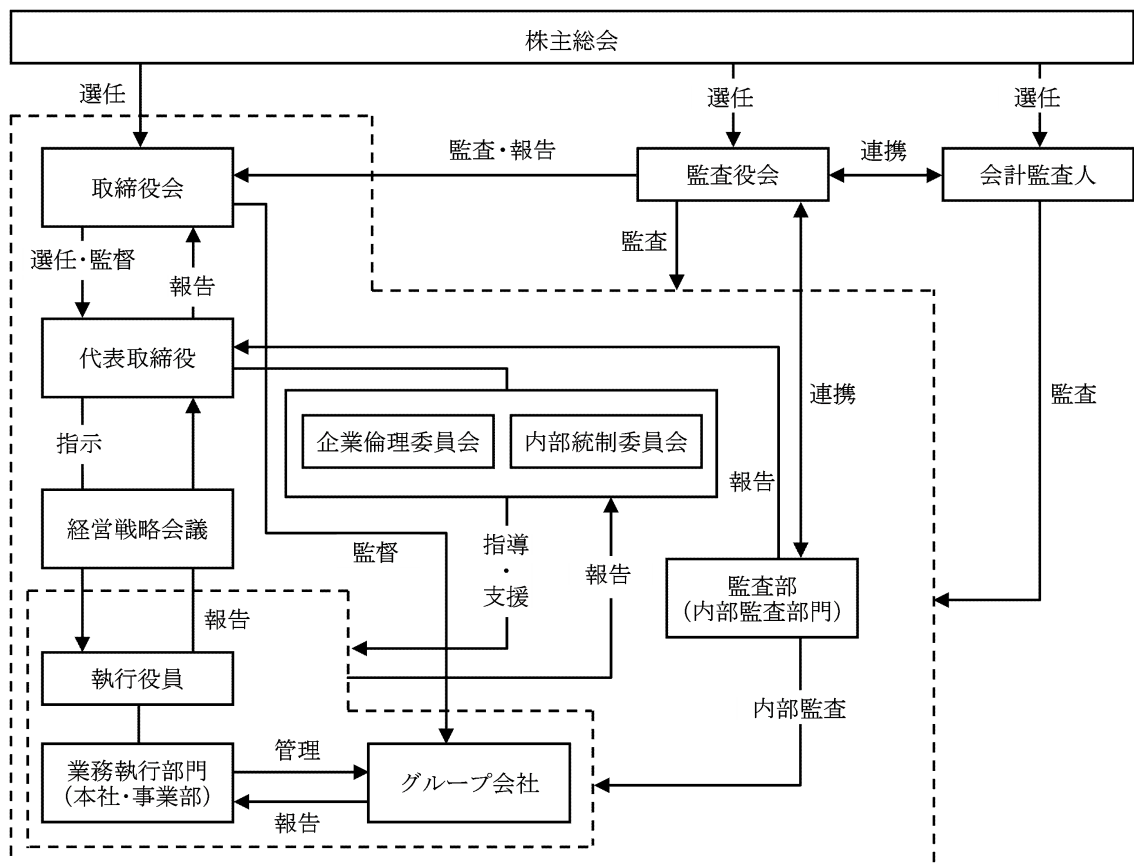 株主総会
選任
選任
選任
監査・報告
連携
取締役会
監査役会
会計監査人
選任・監督
報告
監査
代表取締役
指示
連携
監査
企業倫理委員会
内部統制委員会
報告
経営戦略会議
監督
指導
・
支援
報告
監査部
（内部監査部門）
報告
執行役員
内部監査
業務執行部門
（本社・事業部）
管理
報告
グループ会社